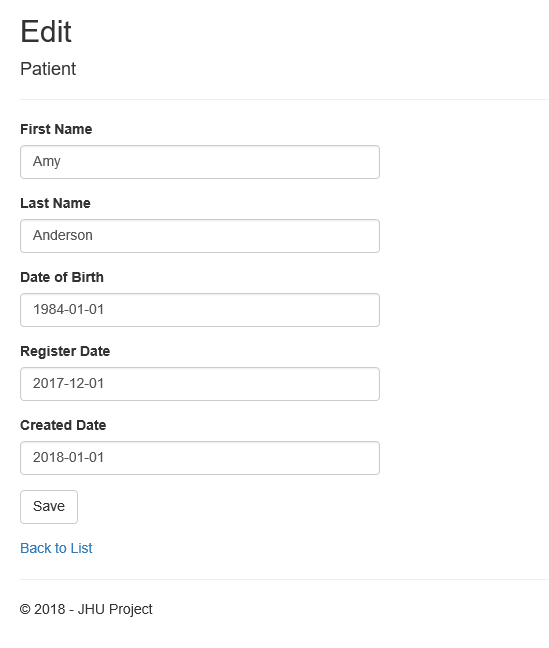 Edit
Patient
First Name
Amy
Last Name
Anderson
Date of Birth
1984-01-01
Register Date
2017-12-01
Created Date
2018-01-01
Save
Back to List
© 2018 - JHU Project